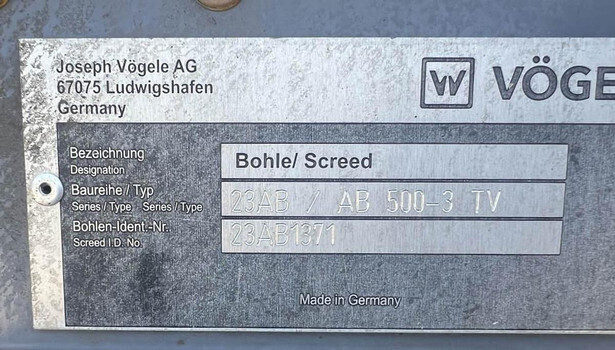 Joseph Vögele AG
67075 Ludwigshafen
Germany
VÖGE
Bezeichnung
Designation
Bohle/ Screed
Baureihe / Typ
Series / Type Series / Type
23AB / AB 500-3 TV
Bohlen-Ident.-Nr.
Screed I.D. No.
23AB1371
Made in Germany